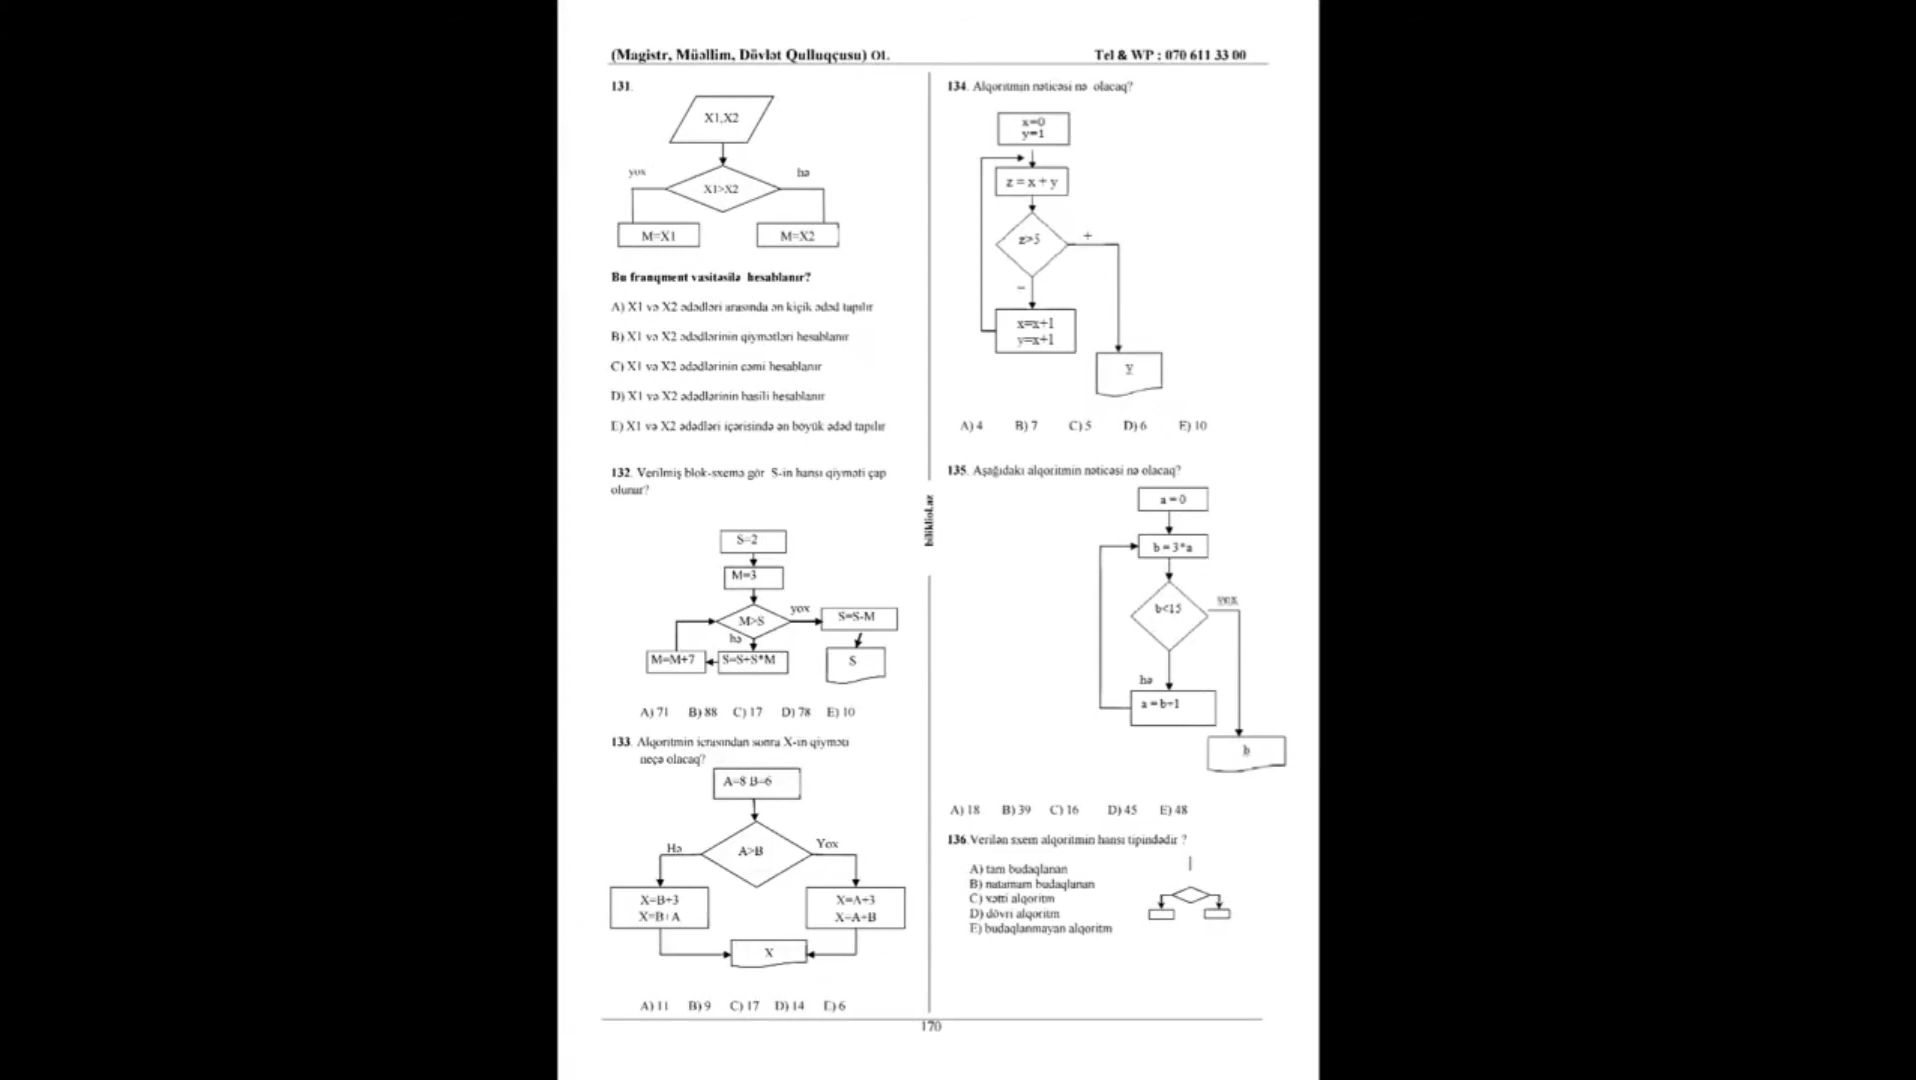 (Magistr, Müəllim, Dövlət Qulluqçusu) OL.
Tel & WP : 070 611 33 00
131.
X1,X2
yox
hə
X1>X2
M=X1
M=X2
Bu franqment vasitəsilə hesablanır?
A) X1 və X2 ədədləri arasında ən kiçik ədəd tapılır
B) X1 və X2 ədədlərinin qiymətləri hesablanır
C) X1 və X2 ədədlərinin cəmi hesablanır
D) X1 və X2 ədədlərinin hasili hesablanır
E) X1 və X2 ədədləri içərisində ən böyük ədəd tapılır
132. Verilmiş blok-sxemə gör S-in hansı qiyməti çap
olunur?
S=2
M=3
M>S
yox
S=S-M
hə
M=M+7
S=S+S*M
S
A) 71 B) 88 C) 17 D) 78 E) 10
133. Alqoritmin icrasından sonra X-in qiyməti
neçə olacaq?
A=8 B=6
A>B
Hə
Yox
X=B+3
X=B+A
X=A+3
X=A+B
X
A) 11 B) 9 C) 17 D) 14 E) 6
biliklioLaz
134. Alqoritmin nəticəsi nə olacaq?
x=0
y=1
z = x + y
z>5
+
–
x=x+1
y=x+1
y
A) 4 B) 7 C) 5 D) 6 E) 10
135. Aşağıdakı alqoritmin nəticəsi nə olacaq?
a = 0
b = 3*a
b<15
yox
hə
a = b+1
b
A) 18 B) 39 C) 16 D) 45 E) 48
136.Verilən sxem alqoritmin hansı tipindədir ?
A) tam budaqlanan
B) natamam budaqlanan
C) xətti alqoritm
D) dövri alqoritm
E) budaqlanmayan alqoritm
170